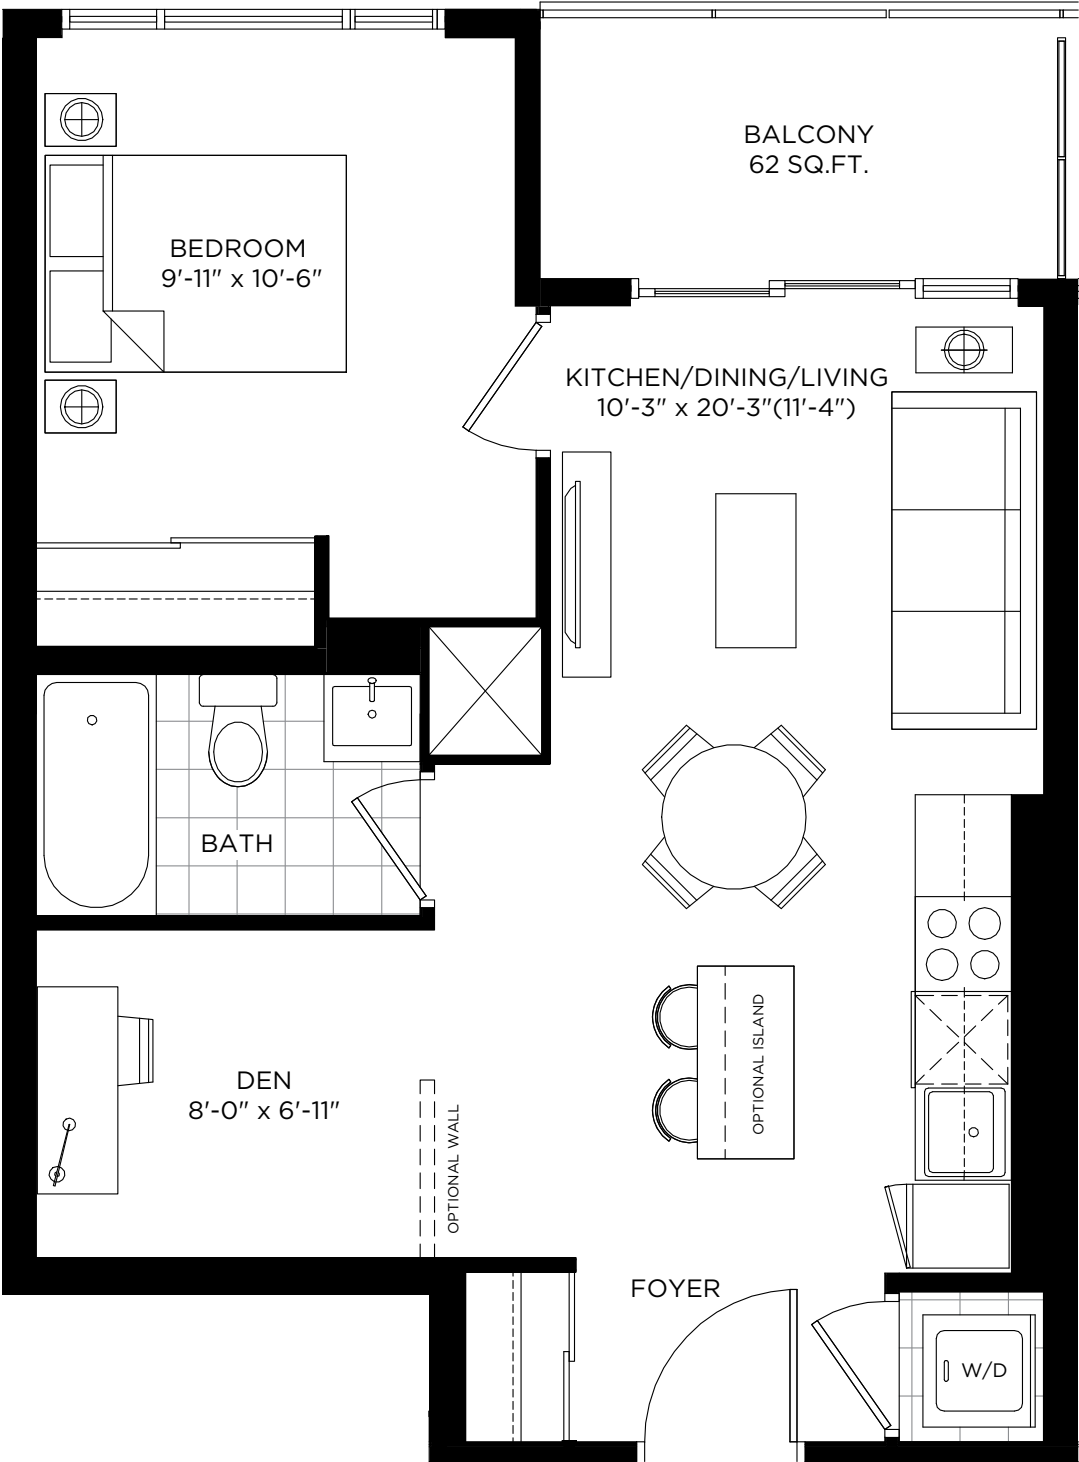 BALCONY
62 SQ.FT.
BEDROOM
9'-11" x 10'-6"
KITCHEN/DINING/LIVING
10'-3" x 20'-3"(11'-4")
BATH
DEN
8'-0" x 6'-11"
OPTIONAL WALL
OPTIONAL ISLAND
FOYER
W/D